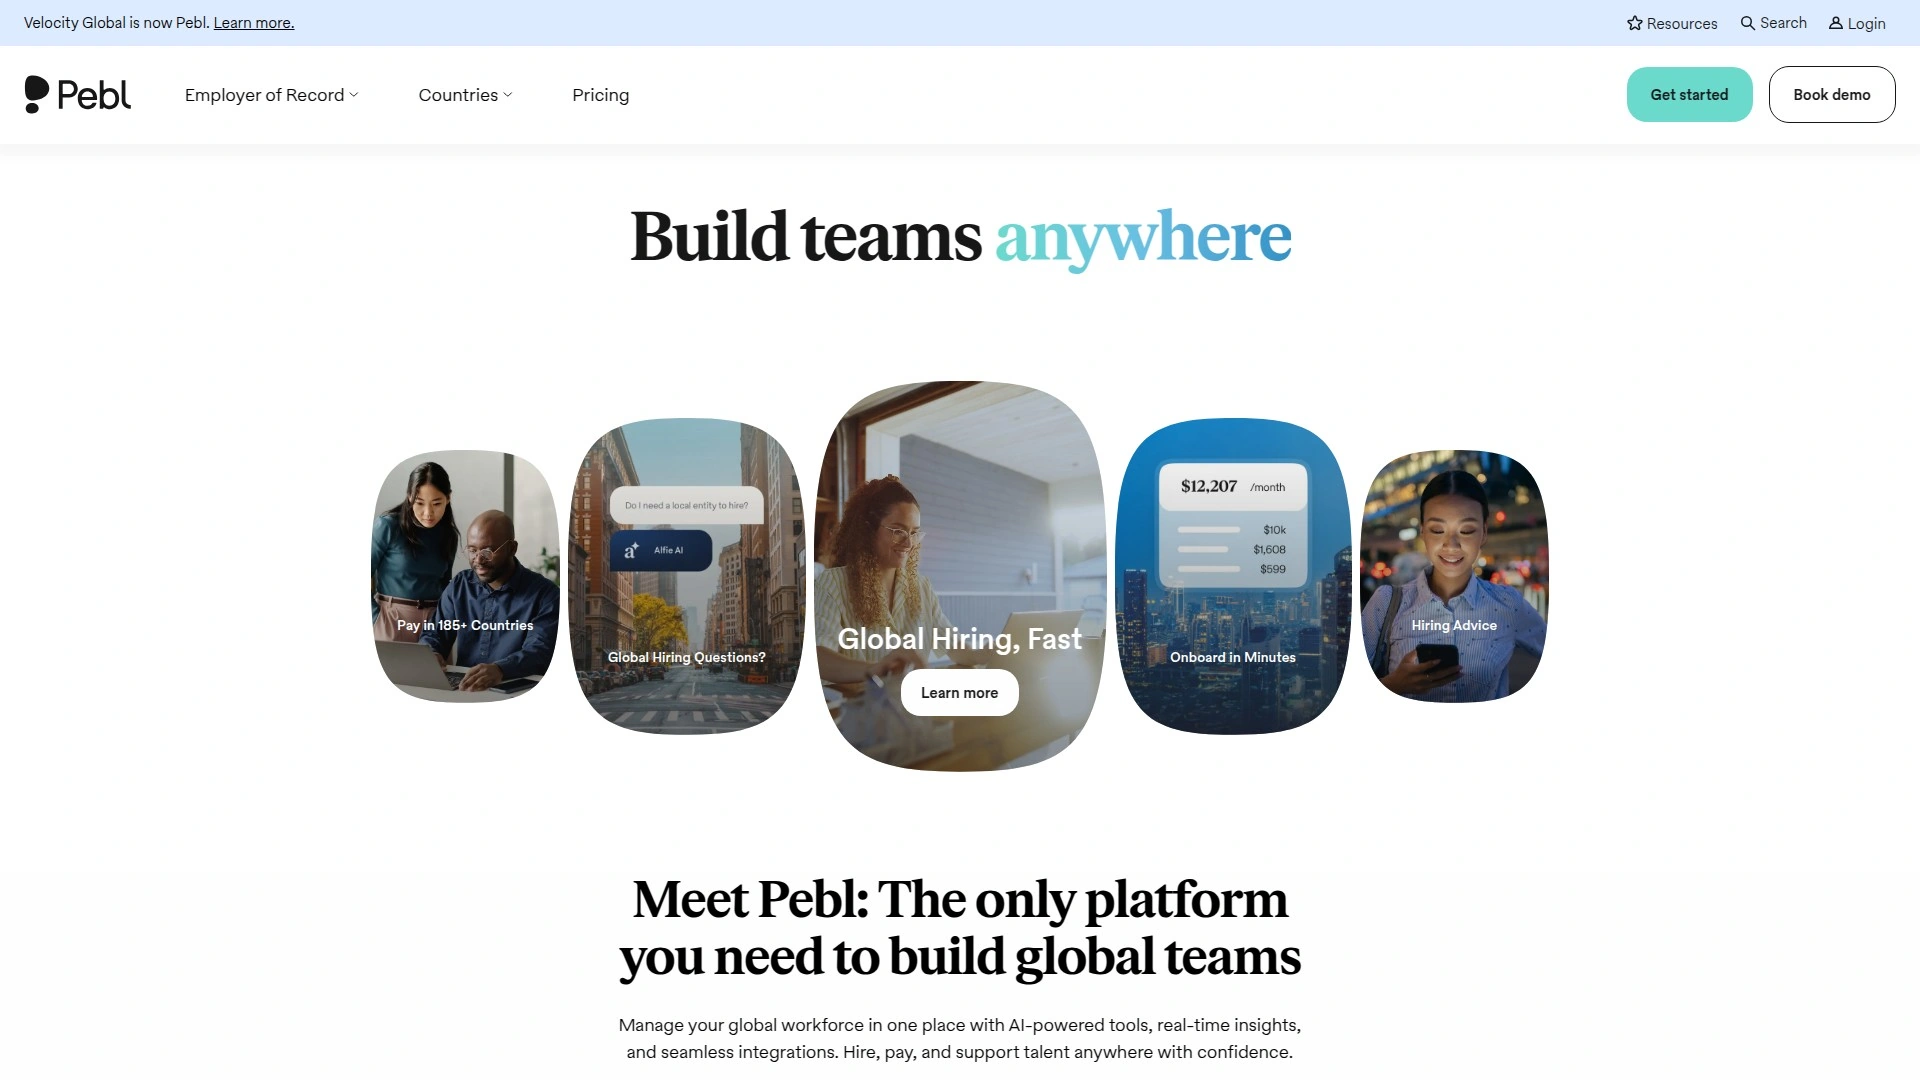 Velocity Global is now Pebl. Learn more.
Resources
Search
Login
Pebl
Employer of Record
Countries
Pricing
Get started
Book demo
Build teams anywhere
Pay in 185+ Countries
Do I need a local entity to hire?
a
Alfie AI
Global Hiring Questions?
Global Hiring, Fast
Learn more
$12,207 /month
$10k
$1,608
$599
Onboard in Minutes
Hiring Advice
Meet Pebl: The only platform
you need to build global teams
Manage your global workforce in one place with AI-powered tools, real-time insights,
and seamless integrations. Hire, pay, and support talent anywhere with confidence.